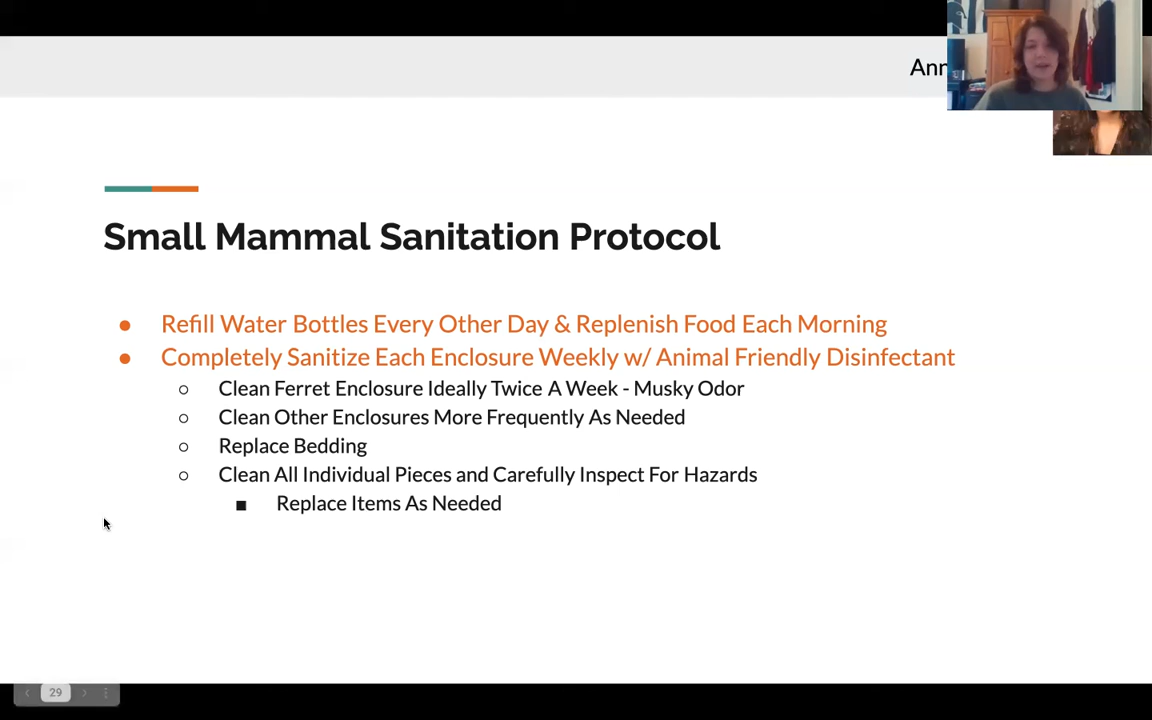 Small Mammal Sanitation Protocol
Refill Water Bottles Every Other Day & Replenish Food Each Morning
Completely Sanitize Each Enclosure Weekly w/ Animal Friendly Disinfectant
Clean Ferret Enclosure Ideally Twice A Week - Musky Odor
Clean Other Enclosures More Frequently As Needed
Replace Bedding
Clean All Individual Pieces and Carefully Inspect For Hazards
Replace Items As Needed
29